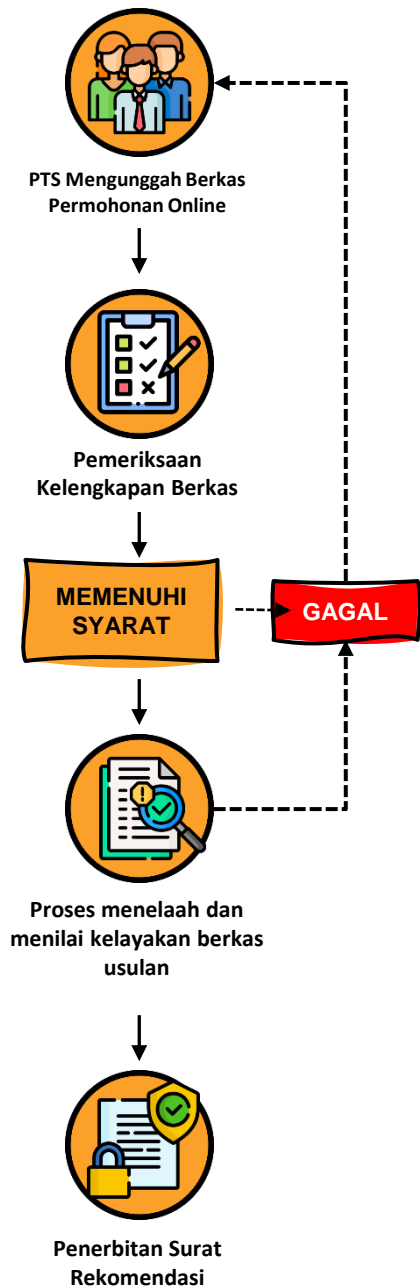 PTS Mengunggah Berkas
Permohonan Online
Pemeriksaan
Kelengkapan Berkas
MEMENUHI
SYARAT
GAGAL
Proses menelaah dan
menilai kelayakan berkas
usulan
Penerbitan Surat
Rekomendasi